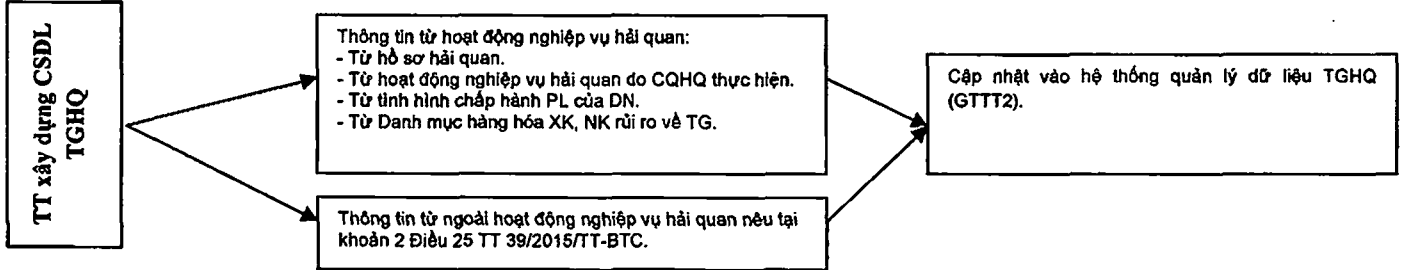 TT xây dựng CSDL
TGHQ
Thông tin từ hoạt động nghiệp vụ hải quan:
- Từ hồ sơ hải quan.
- Từ hoạt động nghiệp vụ hải quan do CQHQ thực hiện.
- Từ tình hình chấp hành PL của DN.
- Từ Danh mục hàng hóa XK, NK rủi ro về TG.
Thông tin từ ngoài hoạt động nghiệp vụ hải quan nêu tại
khoản 2 Điều 25 TT 39/2015/TT-BTC.
Cập nhật vào hệ thống quản lý dữ liệu TGHQ
(GTTT2).